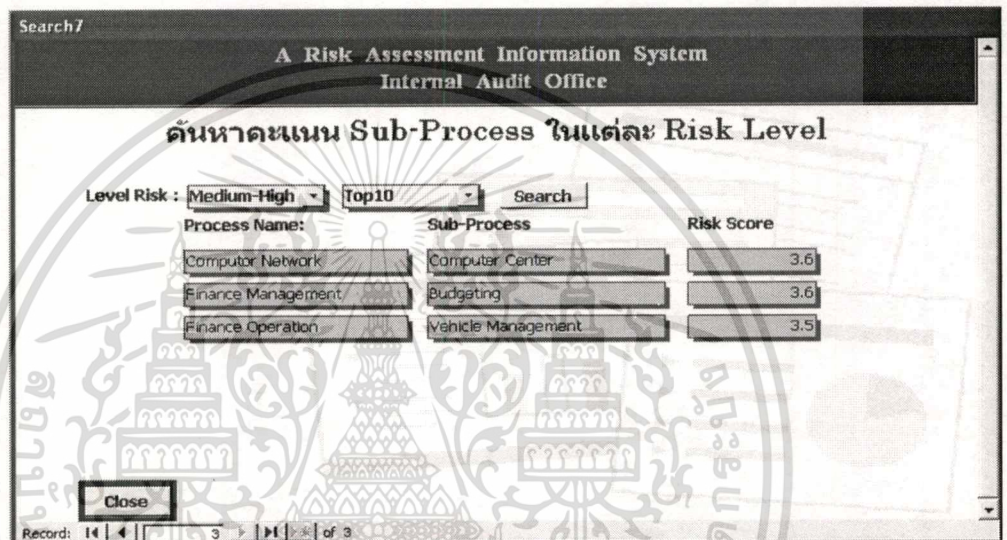 Search7
A Risk Assessment Information System
Internal Audit Office
ค้นหาคะแนน Sub-Process ในแต่ละ Risk Level
Level Risk : Medium-High Top10 Search
Process Name: Sub-Process Risk Score
Computor Network Computer Center 3.6
Finance Management Budgeting 3.6
Finance Operation Vehicle Management 3.5
Close
Record: 3 of 3